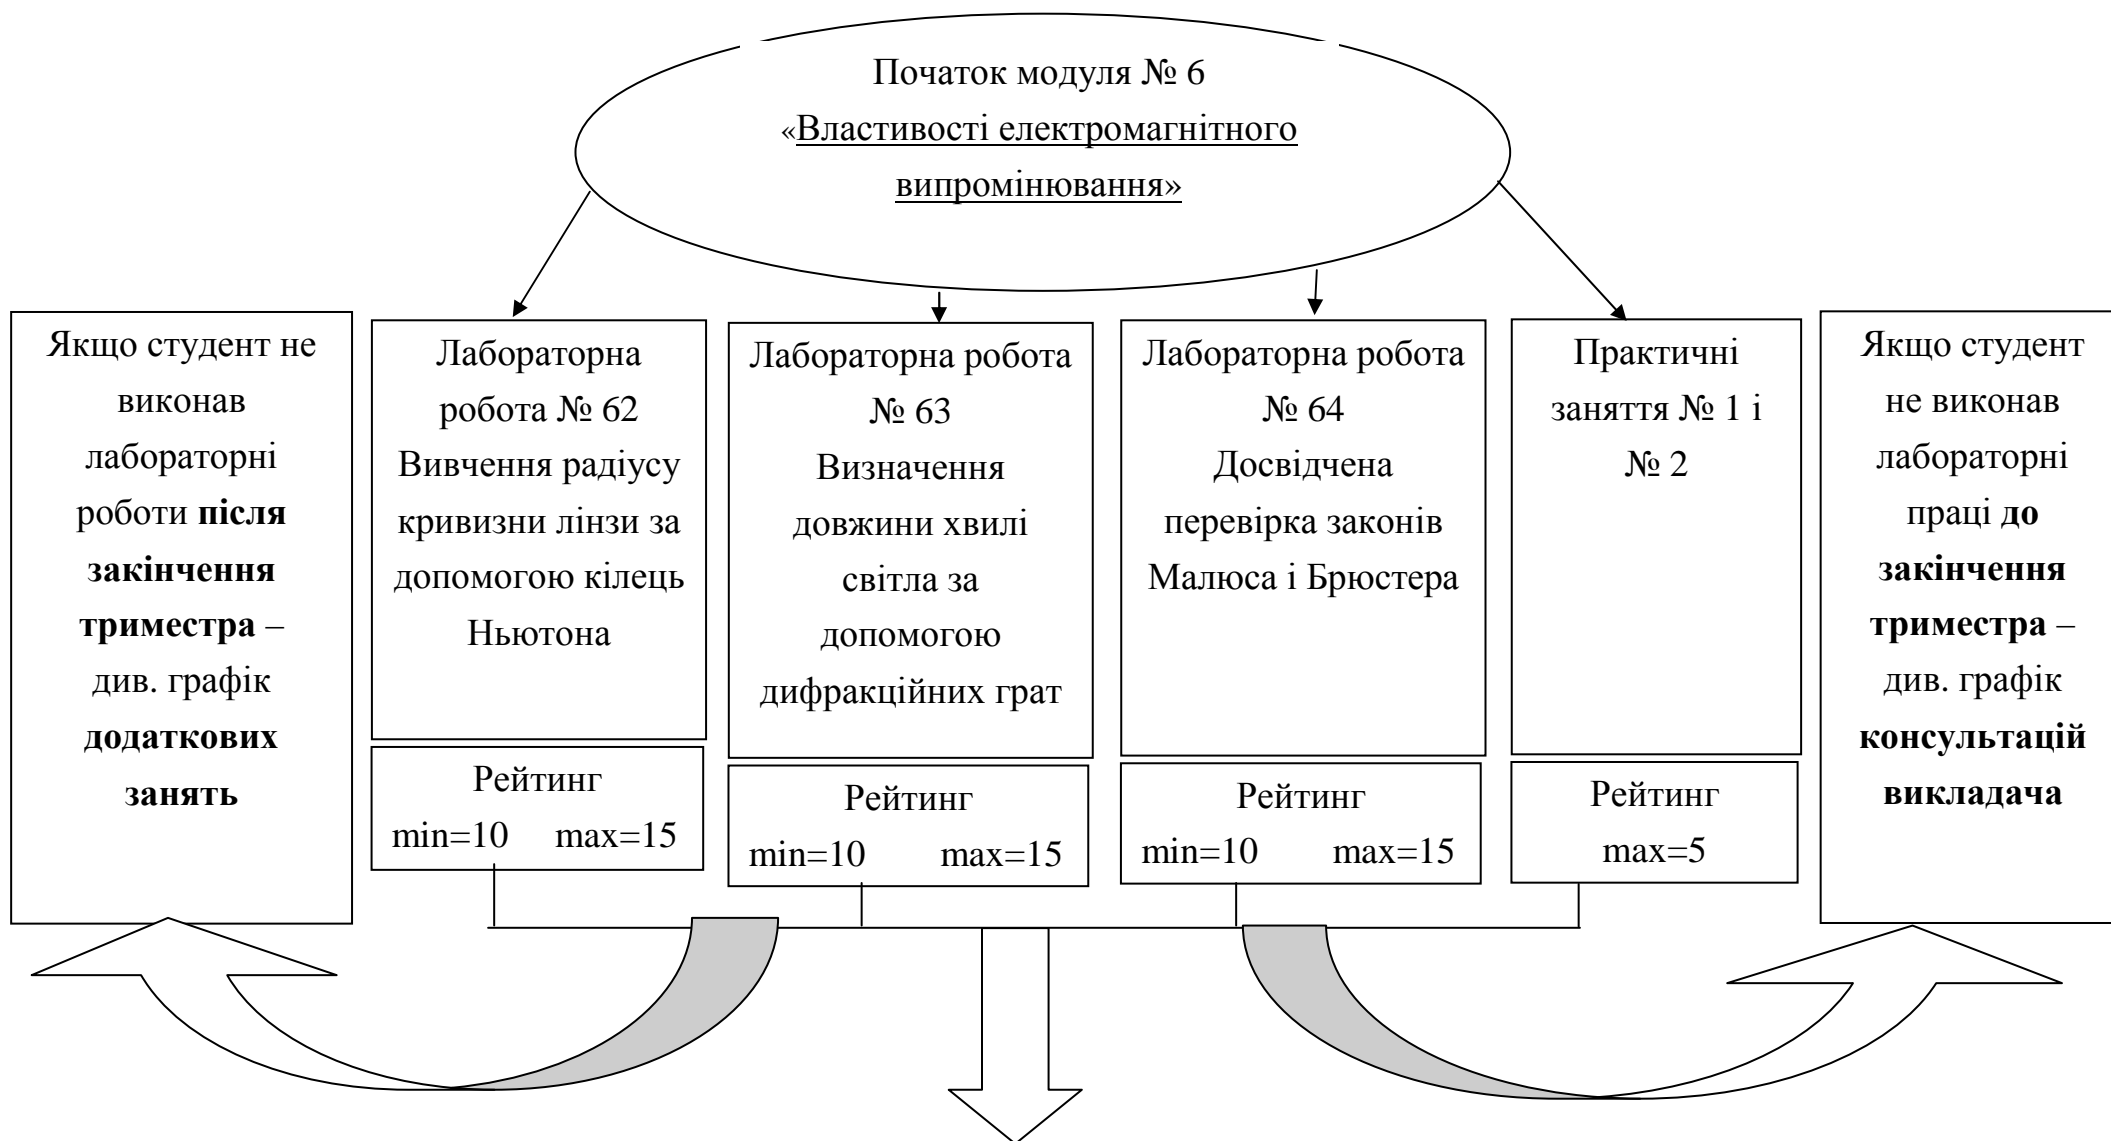 Початок модуля № 6
«Властивості електромагнітного
випромінювання»
Якщо студент не
виконав
лабораторні
роботи після
закінчення
триместра –
див. графік
додаткових
занять
Лабораторна
робота № 62
Вивчення радіусу
кривизни лінзи за
допомогою кілець
Ньютона
Рейтинг
min=10 max=15
Лабораторна робота
№ 63
Визначення
довжини хвилі
світла за
допомогою
дифракційних грат
Рейтинг
min=10 max=15
Лабораторна робота
№ 64
Досвідчена
перевірка законів
Малюса і Брюстера
Рейтинг
min=10 max=15
Практичні
заняття № 1 і
№ 2
Рейтинг
max=5
Якщо студент
не виконав
лабораторні
праці до
закінчення
триместра –
див. графік
консультацій
викладача